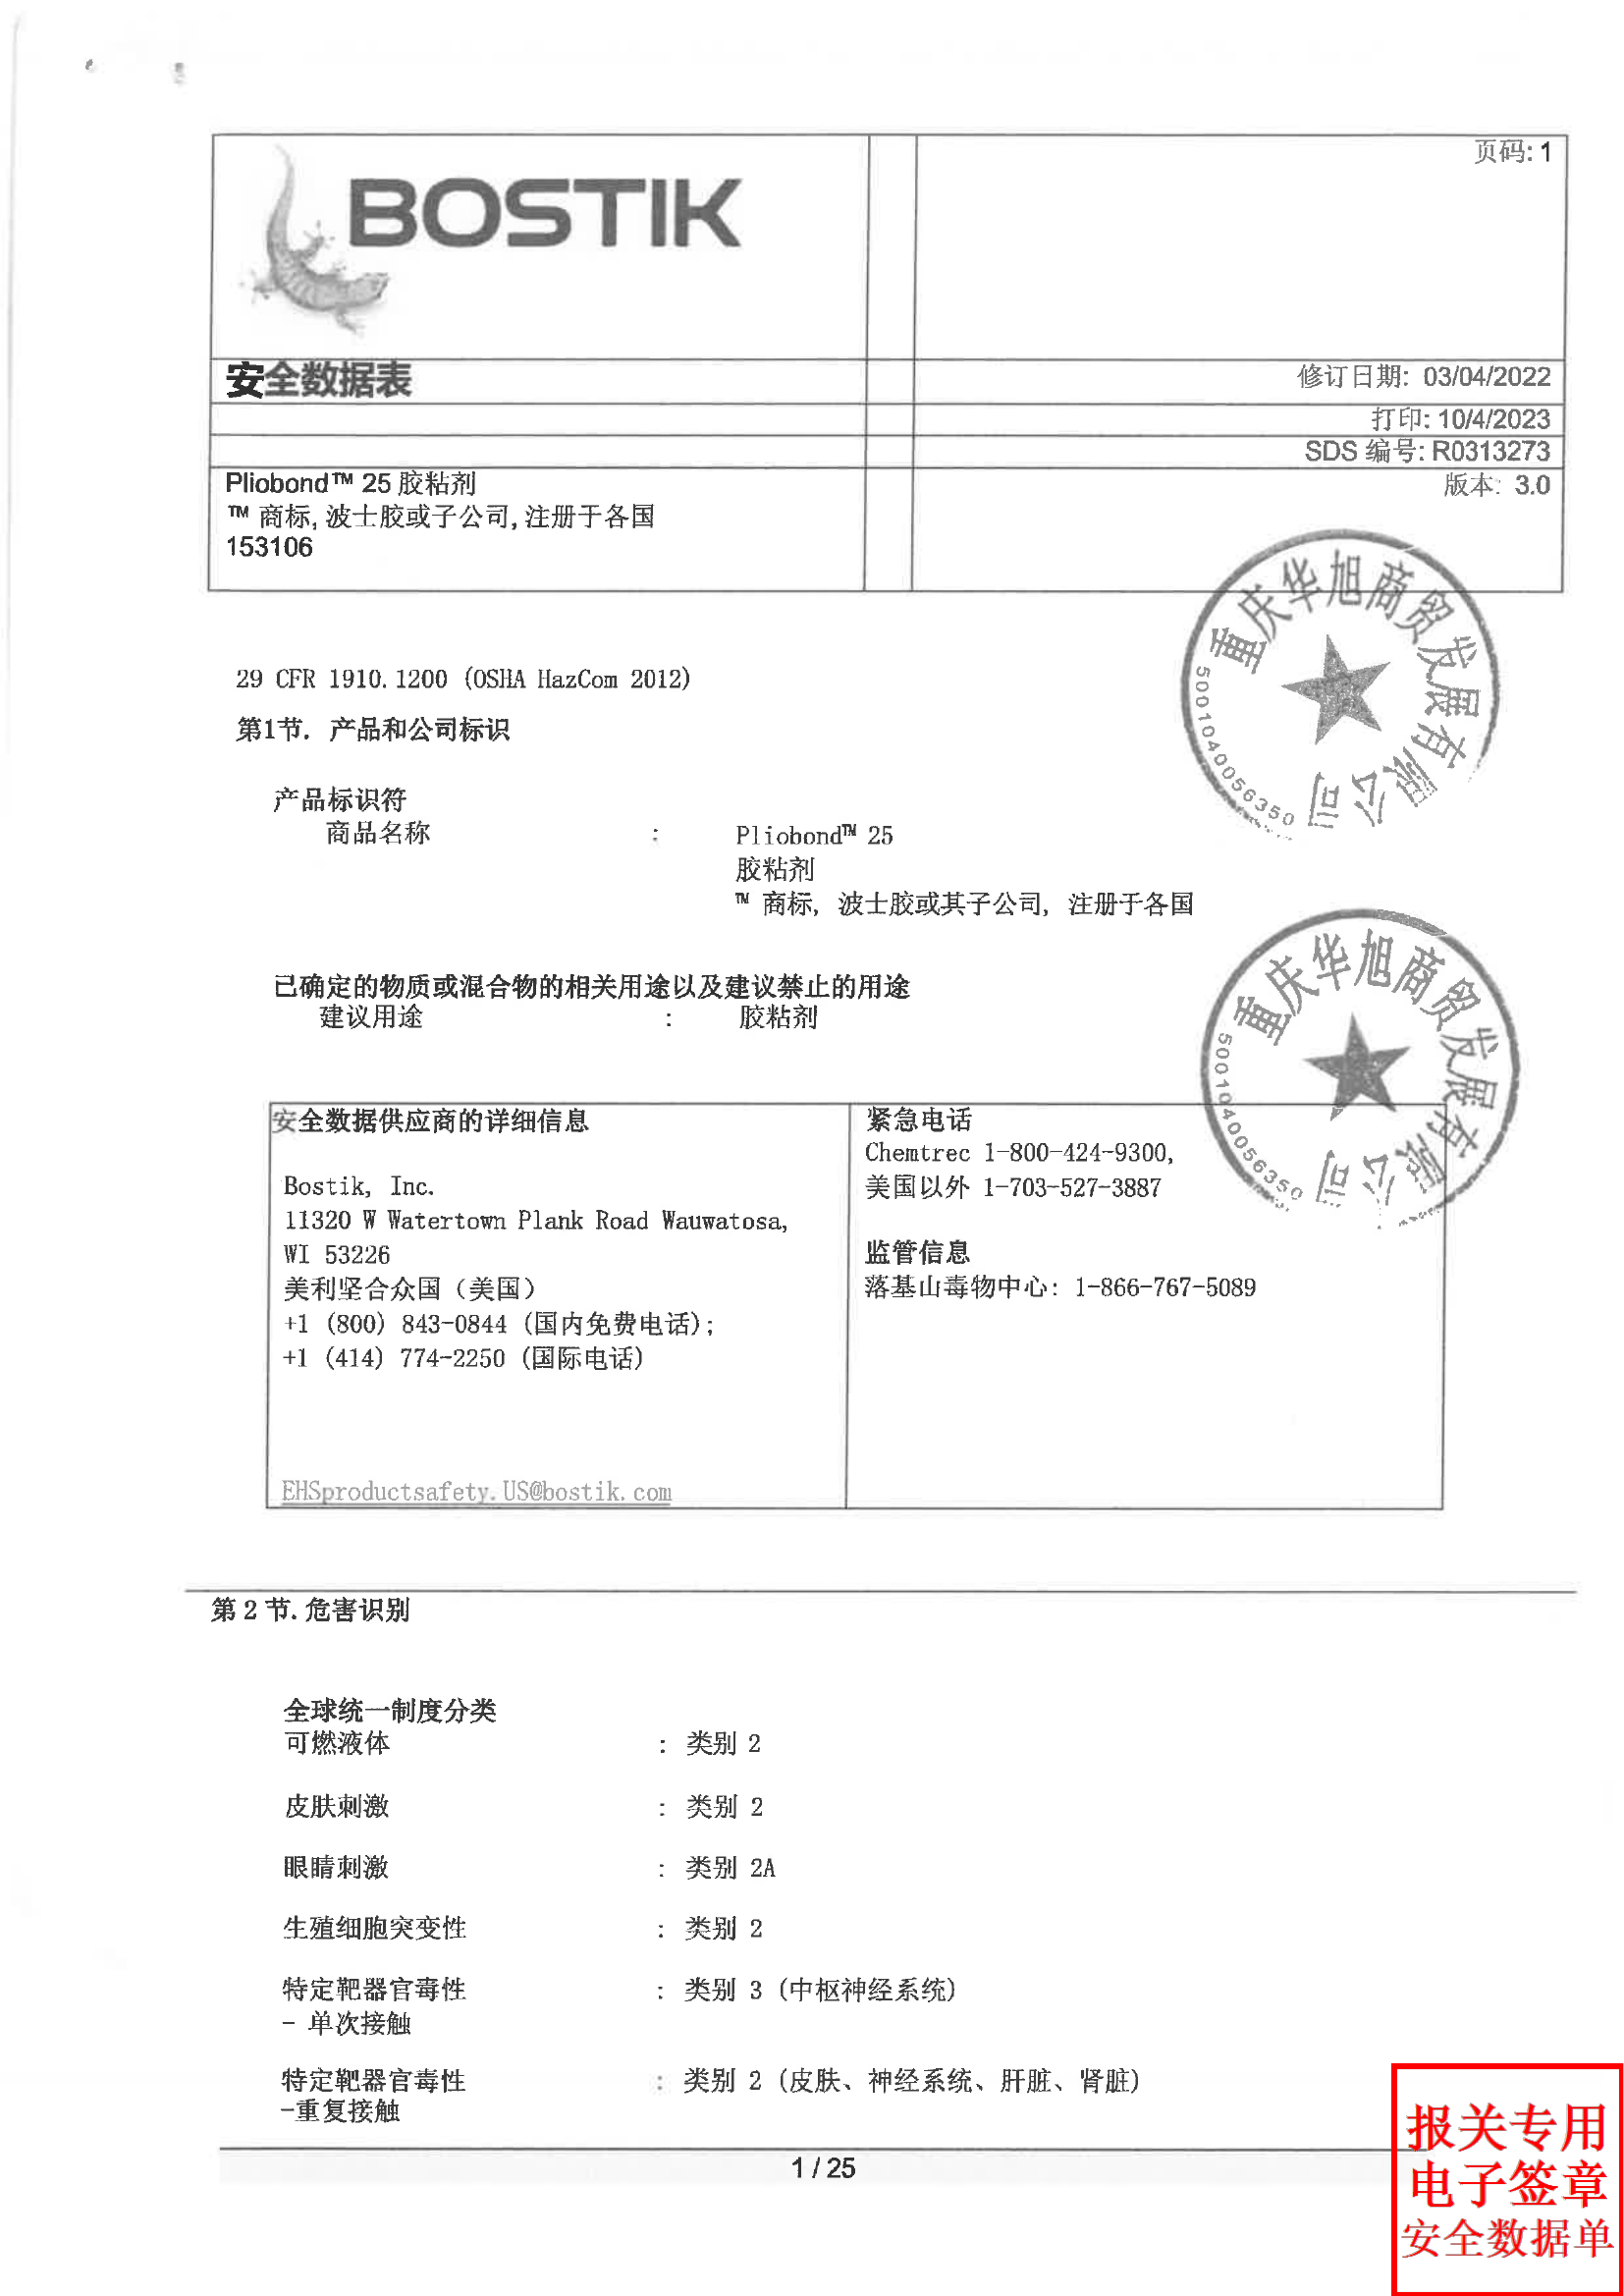 BOSTIK
页码: 1
安全数据表
修订日期: 03/04/2022
打印: 10/4/2023
SDS 编号: R0313273
Pliobond™ 25 胶粘剂
版本: 3.0
™ 商标, 波士胶或子公司, 注册于各国
153106
重庆华旭商贸发展有限公司
5001040056350
29 CFR 1910.1200 (OSHA HazCom 2012)
第1节. 产品和公司标识
产品标识符
商品名称 : Pliobond™ 25
胶粘剂
™ 商标, 波士胶或其子公司, 注册于各国
重庆华旭商贸发展有限公司
5001040056350
已确定的物质或混合物的相关用途以及建议禁止的用途
建议用途 : 胶粘剂
安全数据供应商的详细信息
Bostik, Inc.
11320 W Watertown Plank Road Wauwatosa,
WI 53226
美利坚合众国（美国）
+1 (800) 843-0844 (国内免费电话);
+1 (414) 774-2250 (国际电话)
EHSproductsafety.US@bostik.com
紧急电话
Chemtrec 1-800-424-9300,
美国以外 1-703-527-3887
监管信息
落基山毒物中心: 1-866-767-5089
第 2 节. 危害识别
全球统一制度分类
可燃液体 : 类别 2
皮肤刺激 : 类别 2
眼睛刺激 : 类别 2A
生殖细胞突变性 : 类别 2
特定靶器官毒性 : 类别 3 (中枢神经系统)
- 单次接触
特定靶器官毒性 : 类别 2 (皮肤、神经系统、肝脏、肾脏)
-重复接触
1 / 25
报关专用
电子签章
安全数据单